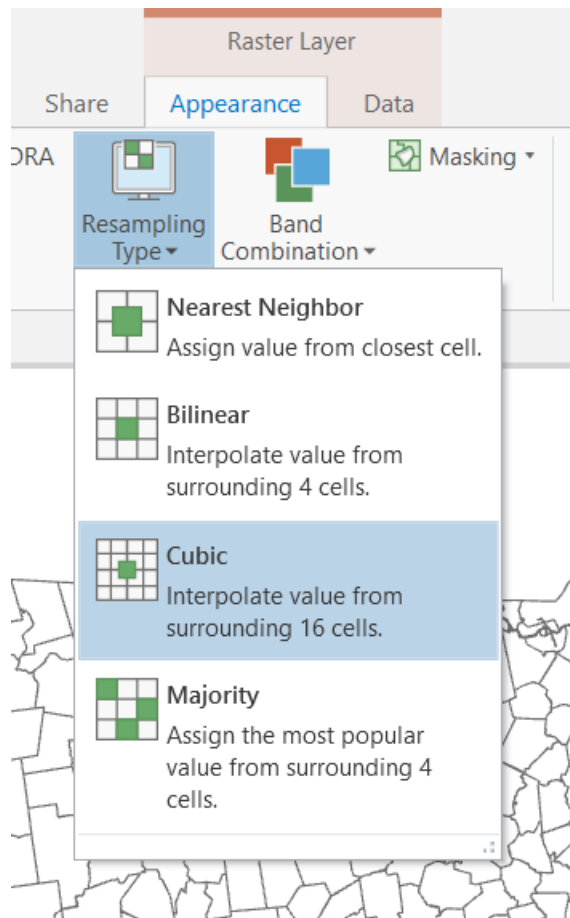 Raster Layer
Share
Appearance
Data
DRA
Resampling
Type
Band
Combination
Masking
Nearest Neighbor
Assign value from closest cell.
Bilinear
Interpolate value from
surrounding 4 cells.
Cubic
Interpolate value from
surrounding 16 cells.
Majority
Assign the most popular
value from surrounding 4
cells.